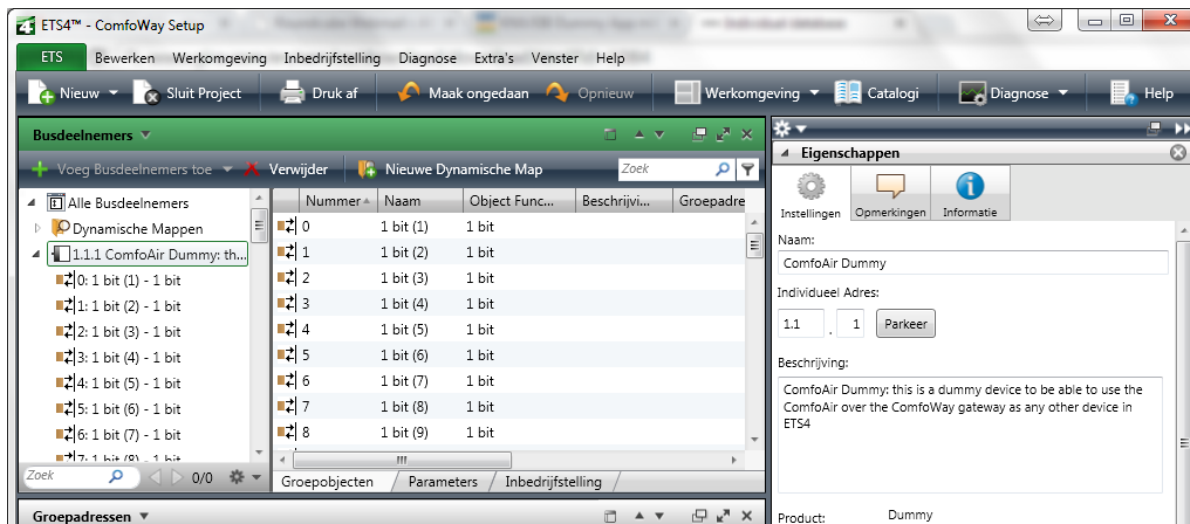 ETS4™ - ComfoWay Setup
ETS Bewerken Werkomgeving Inbedrijfstelling Diagnose Extra's Venster Help
Nieuw Sluit Project Druk af Maak ongedaan Opnieuw Werkomgeving Catalogi Diagnose Help
Busdeelnemers
Voeg Busdeelnemers toe Verwijder Nieuwe Dynamische Map Zoek
Alle Busdeelnemers
Dynamische Mappen
1.1.1 ComfoAir Dummy: th...
0: 1 bit (1) - 1 bit
1: 1 bit (2) - 1 bit
2: 1 bit (3) - 1 bit
3: 1 bit (4) - 1 bit
4: 1 bit (5) - 1 bit
5: 1 bit (6) - 1 bit
6: 1 bit (7) - 1 bit
7: 1 bit (8) - 1 bit
Zoek 0/0
Nummer Naam Object Func... Beschrijvi... Groepadre
0 1 bit (1) 1 bit
1 1 bit (2) 1 bit
2 1 bit (3) 1 bit
3 1 bit (4) 1 bit
4 1 bit (5) 1 bit
5 1 bit (6) 1 bit
6 1 bit (7) 1 bit
7 1 bit (8) 1 bit
8 1 bit (9) 1 bit
Groepobjecten Parameters Inbedrijfstelling
Groepadressen
Eigenschappen
Instellingen Opmerkingen Informatie
Naam:
ComfoAir Dummy
Individueel Adres:
1.1 . 1 Parkeer
Beschrijving:
ComfoAir Dummy: this is a dummy device to be able to use the
ComfoAir over the ComfoWay gateway as any other device in
ETS4
Product: Dummy